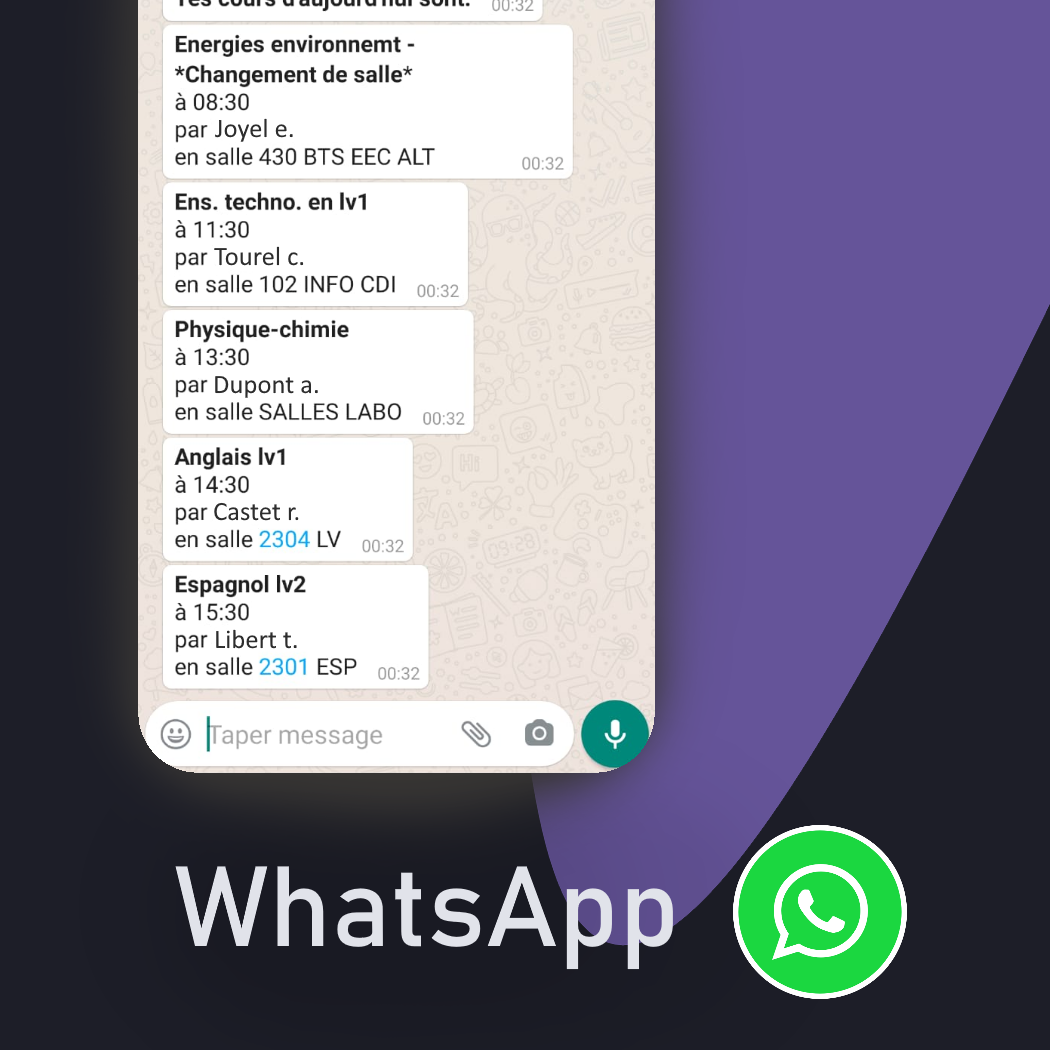 Tes cours d'aujourd'hui sont:
00:32
Energies environnemt -
*Changement de salle*
à 08:30
par Joyel e.
en salle 430 BTS EEC ALT
00:32
Ens. techno. en lv1
à 11:30
par Tourel c.
en salle 102 INFO CDI
00:32
Physique-chimie
à 13:30
par Dupont a.
en salle SALLES LABO
00:32
Anglais lv1
à 14:30
par Castet r.
en salle 2304 LV
00:32
Espagnol lv2
à 15:30
par Libert t.
en salle 2301 ESP
00:32
Taper message
WhatsApp